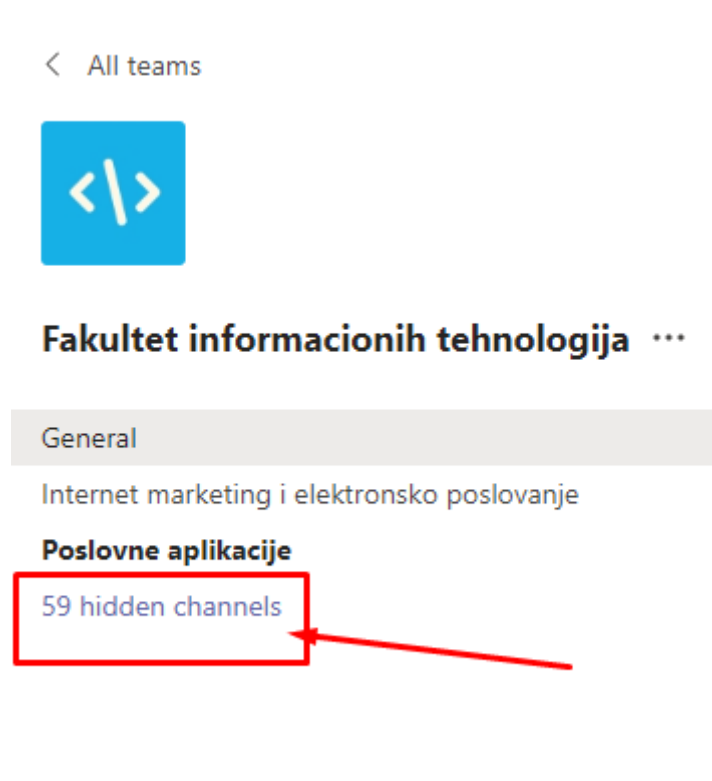 All teams
Fakultet informacionih tehnologija ...
General
Internet marketing i elektronsko poslovanje
Poslovne aplikacije
59 hidden channels